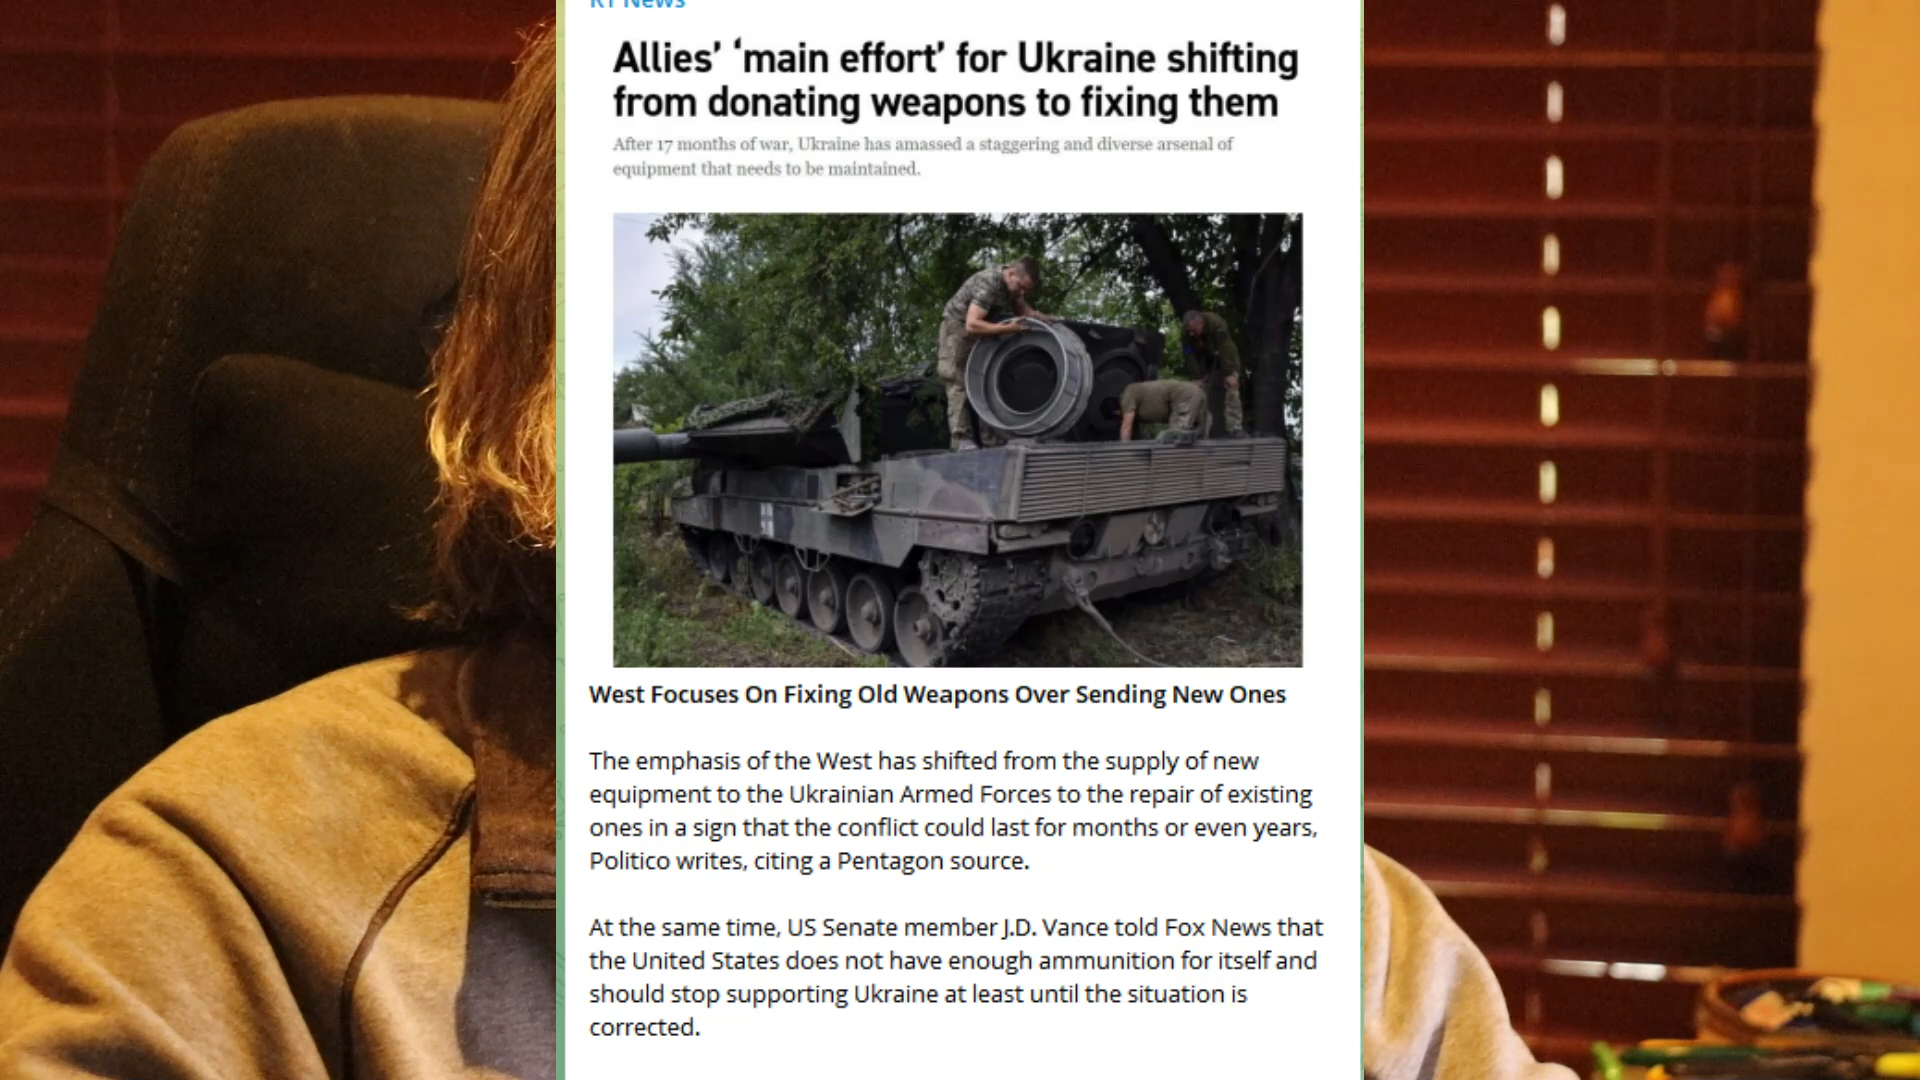 RT News
Allies’ ‘main effort’ for Ukraine shifting
from donating weapons to fixing them
After 17 months of war, Ukraine has amassed a staggering and diverse arsenal of
equipment that needs to be maintained.
West Focuses On Fixing Old Weapons Over Sending New Ones
The emphasis of the West has shifted from the supply of new
equipment to the Ukrainian Armed Forces to the repair of existing
ones in a sign that the conflict could last for months or even years,
Politico writes, citing a Pentagon source.
At the same time, US Senate member J.D. Vance told Fox News that
the United States does not have enough ammunition for itself and
should stop supporting Ukraine at least until the situation is
corrected.